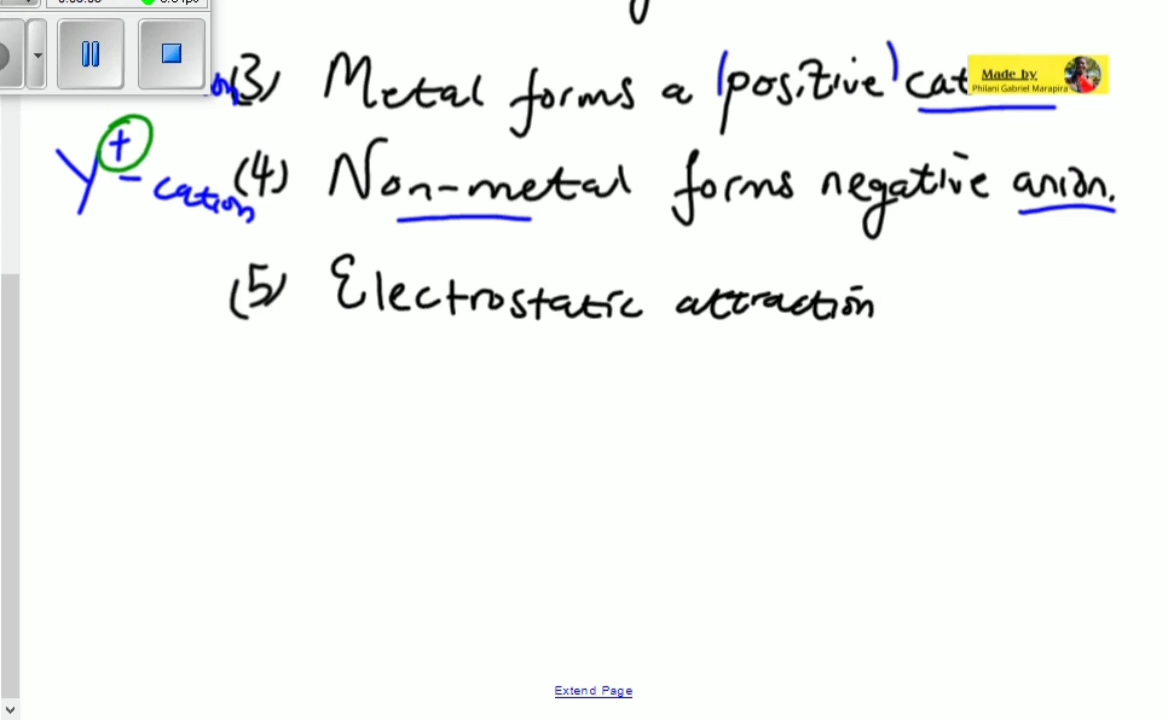 (3) Metal forms a (positive) cat
Made by
Philani Gabriel Marapira
Y+ - cation
(4) Non-metal forms negative anion.
(5) Electrostatic attraction
Extend Page